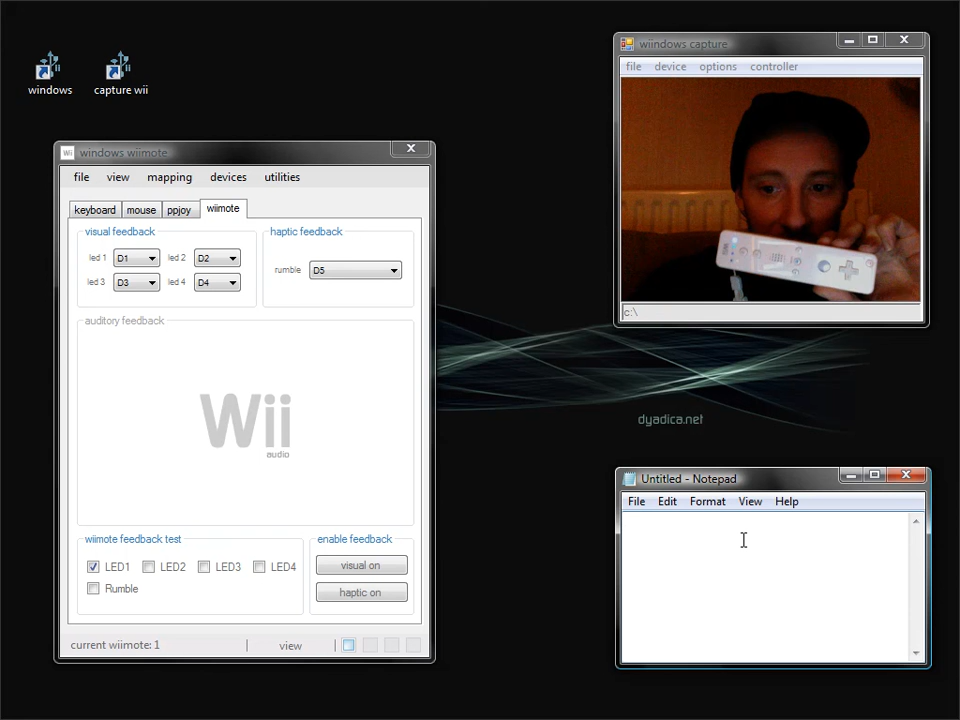 windows
capture wii
windows wiimote
file view mapping devices utilities
keyboard mouse ppjoy wiimote
visual feedback
led 1 D1 led 2 D2
led 3 D3 led 4 D4
haptic feedback
rumble D5
auditory feedback
Wii
audio
wiimote feedback test
LED1 LED2 LED3 LED4
Rumble
enable feedback
visual on
haptic on
current wiimote: 1 | view |
wiindows capture
file device options controller
c:\
dyadica.net
Untitled - Notepad
File Edit Format View Help